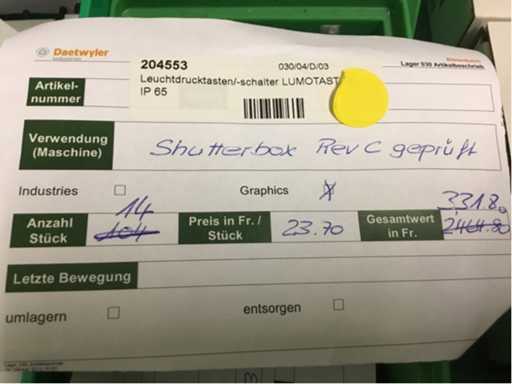 Daetwyler
204553 030/04/D/03
Lager 030 Artikelbeschrieb
Leuchtdrucktasten/-schalter LUMOTAST
IP 65
Artikel-
nummer
Verwendung
(Maschine)
Shutterbox Rev C geprüft
Industries
Graphics X
14
3318.
Anzahl
Stück
104
Preis in Fr. /
Stück
23.70
Gesamtwert
in Fr.
2464.80
Letzte Bewegung
umlagern
entsorgen